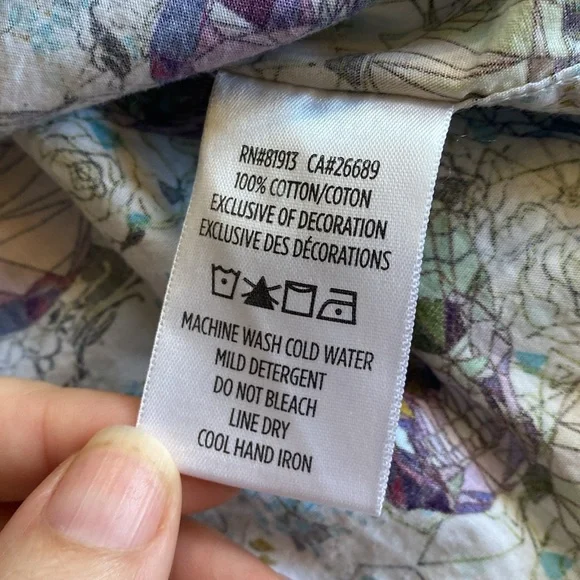 RN#81913 CA#26689
100% COTTON/COTON
EXCLUSIVE OF DECORATION
EXCLUSIVE DES DÉCORATIONS
MACHINE WASH COLD WATER
MILD DETERGENT
DO NOT BLEACH
LINE DRY
COOL HAND IRON